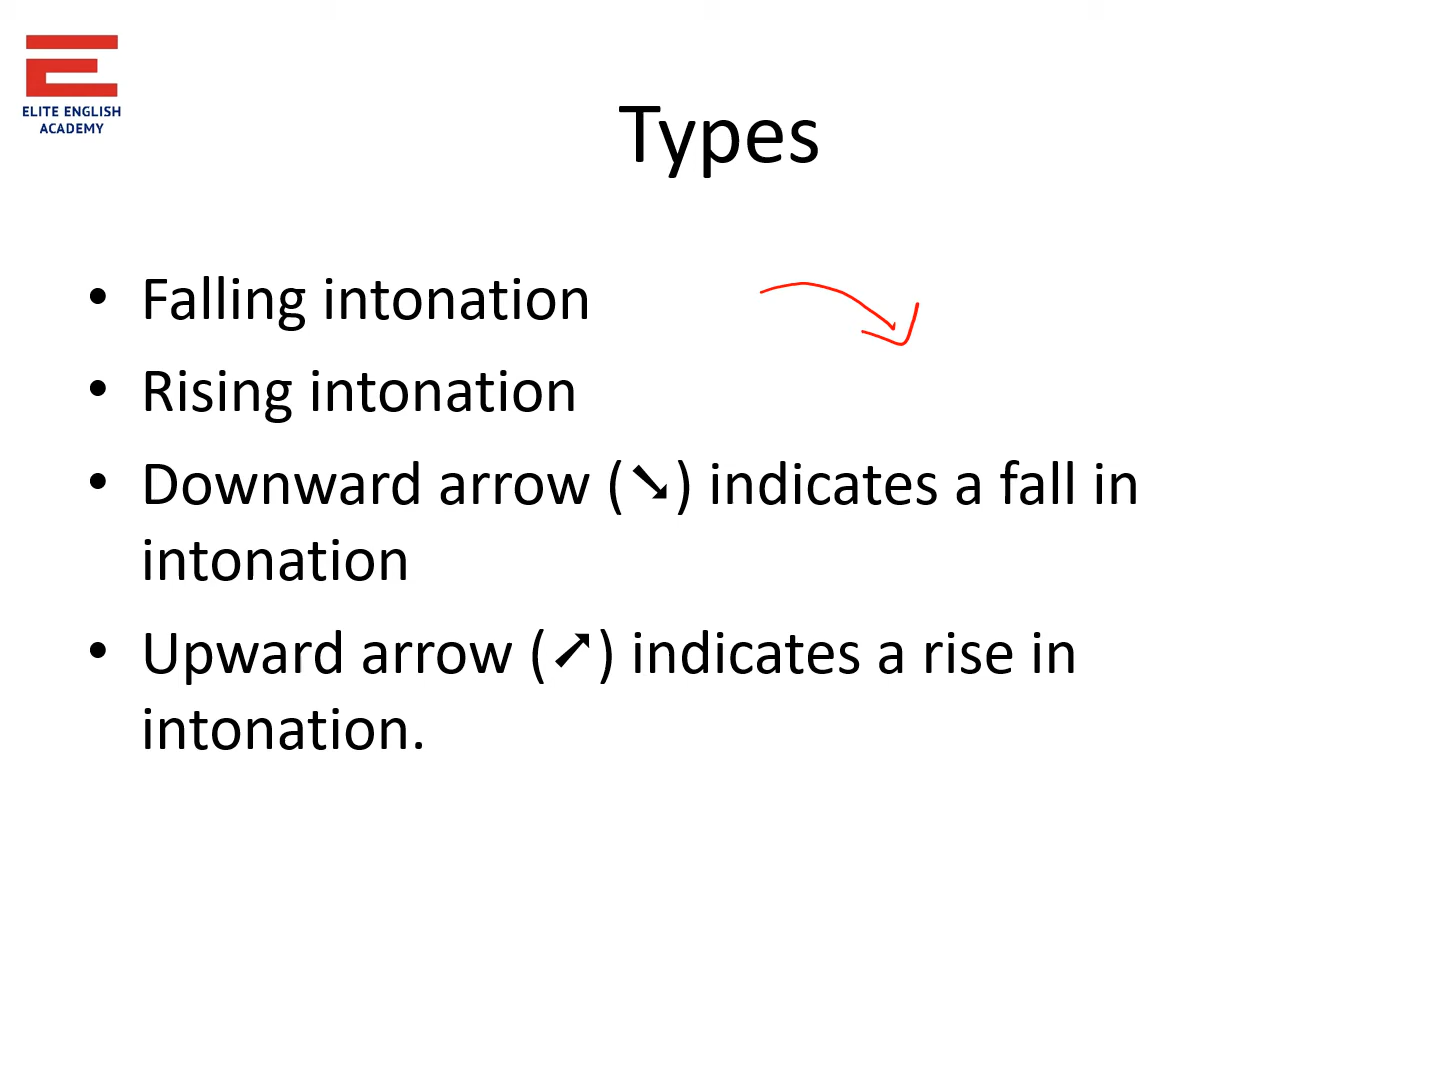 ELITE ENGLISH
ACADEMY
Types
• Falling intonation
• Rising intonation
• Downward arrow (➘) indicates a fall in
intonation
• Upward arrow (➚) indicates a rise in
intonation.